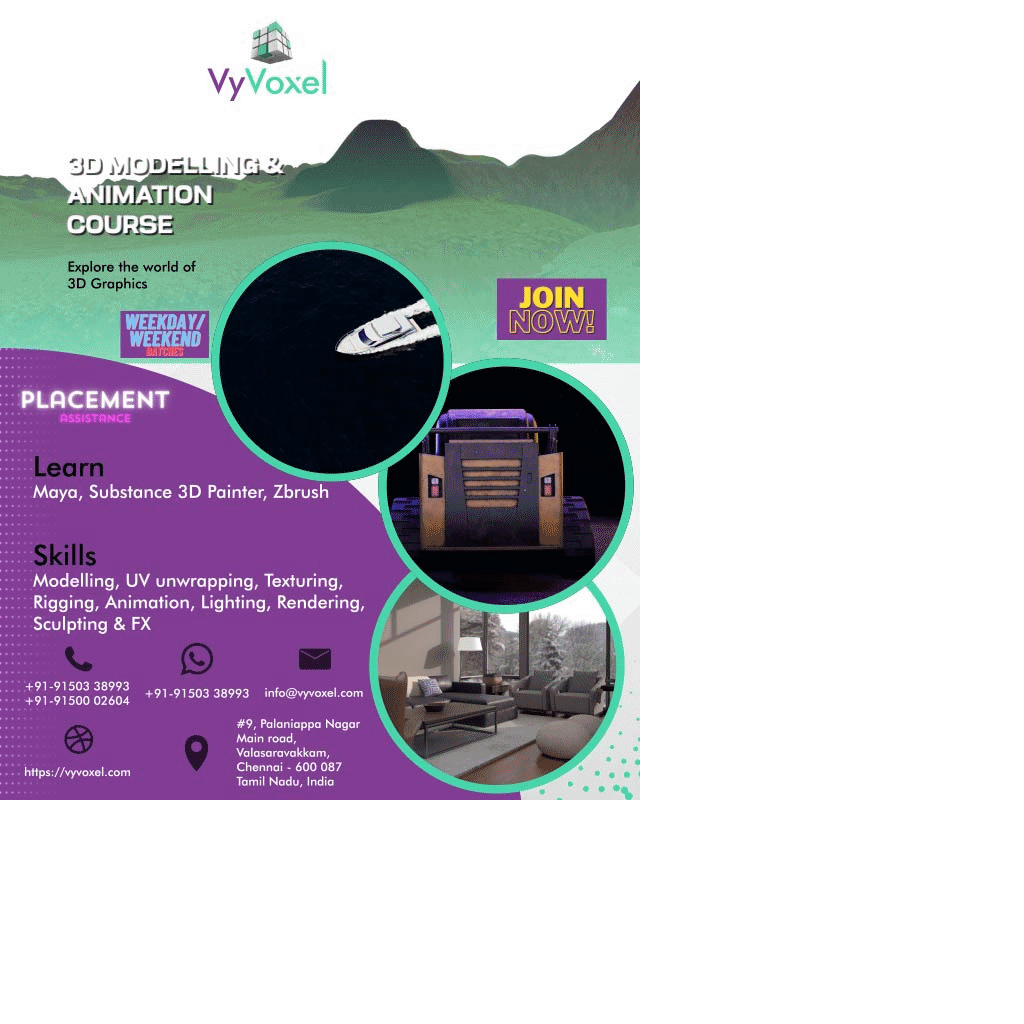 VyVoxel
3D MODELLING &
ANIMATION
COURSE
Explore the world of
3D Graphics
JOIN
NOW!
WEEKDAY/
WEEKEND
BATCHES
PLACEMENT
ASSISTANCE
Learn
Maya, Substance 3D Painter, Zbrush
Skills
Modelling, UV unwrapping, Texturing,
Rigging, Animation, Lighting, Rendering,
Sculpting & FX
+91-91503 38993
+91-91500 02604
+91-91503 38993
info@vyvoxel.com
https://vyvoxel.com
#9, Palaniappa Nagar
Main road,
Valasaravakkam,
Chennai - 600 087
Tamil Nadu, India